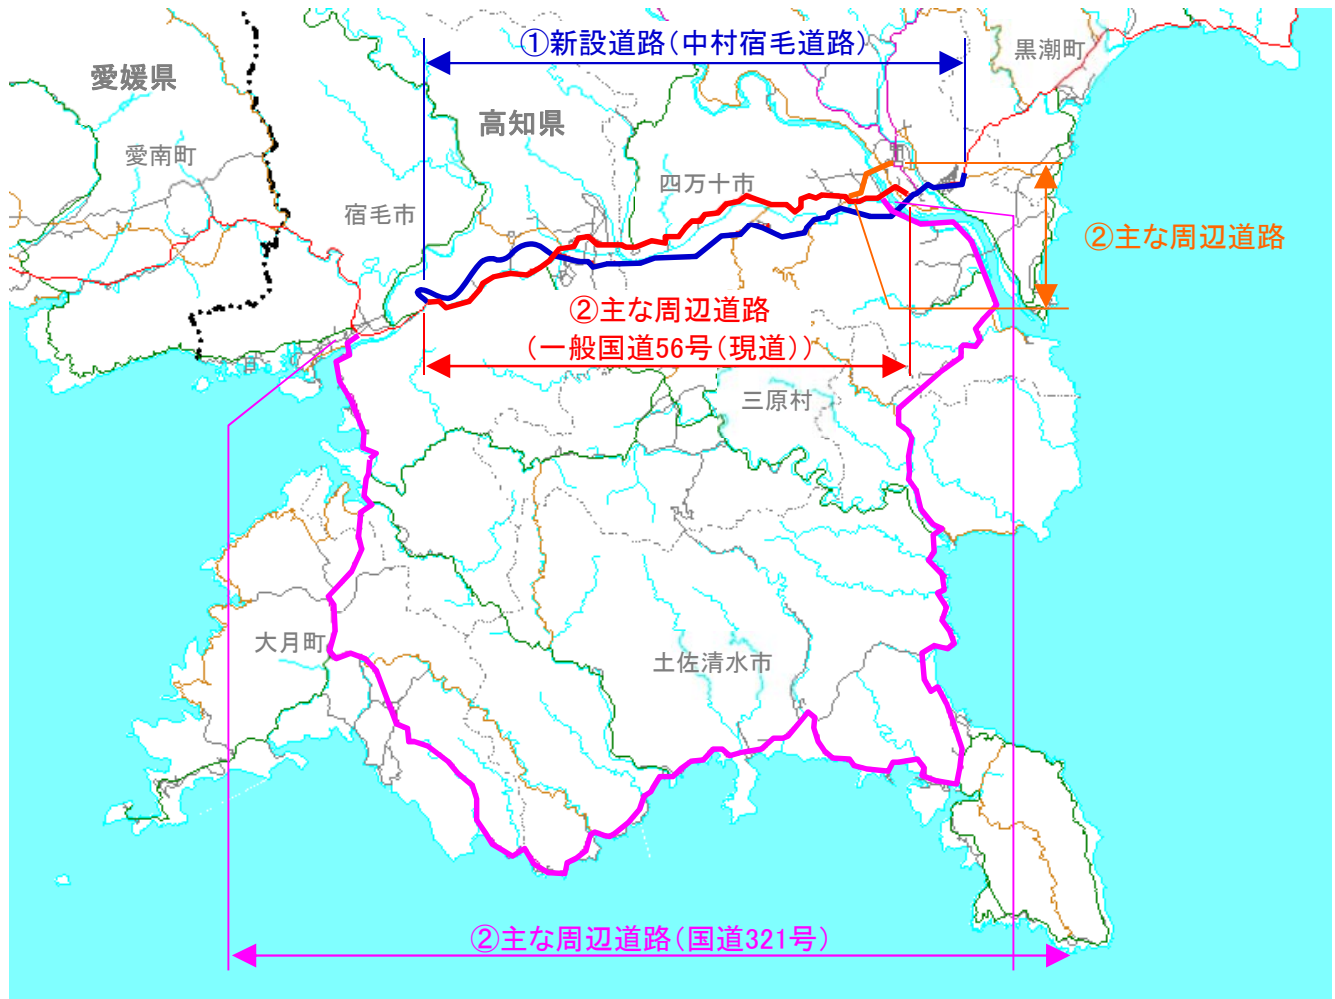 ①新設道路(中村宿毛道路)
黒潮町
愛媛県
高知県
愛南町
四万十市
宿毛市
②主な周辺道路
②主な周辺道路
(一般国道56号(現道))
三原村
大月町
土佐清水市
②主な周辺道路(国道321号)